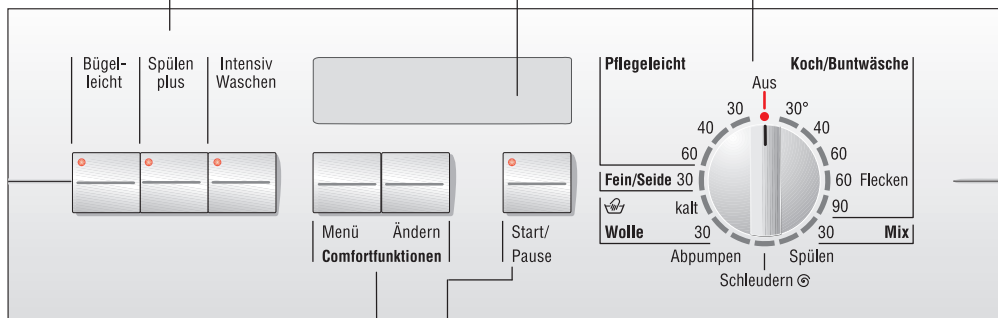 Bügel-
leicht
Spülen
plus
Intensiv
Waschen
Menü Ändern
Comfortfunktionen
Start/
Pause
Pflegeleicht Koch/Buntwäsche
Aus
30 30°
40 40
60 60
Fein/Seide 30 60 Flecken
kalt 90
Wolle 30 30 Mix
Abpumpen Spülen
Schleudern